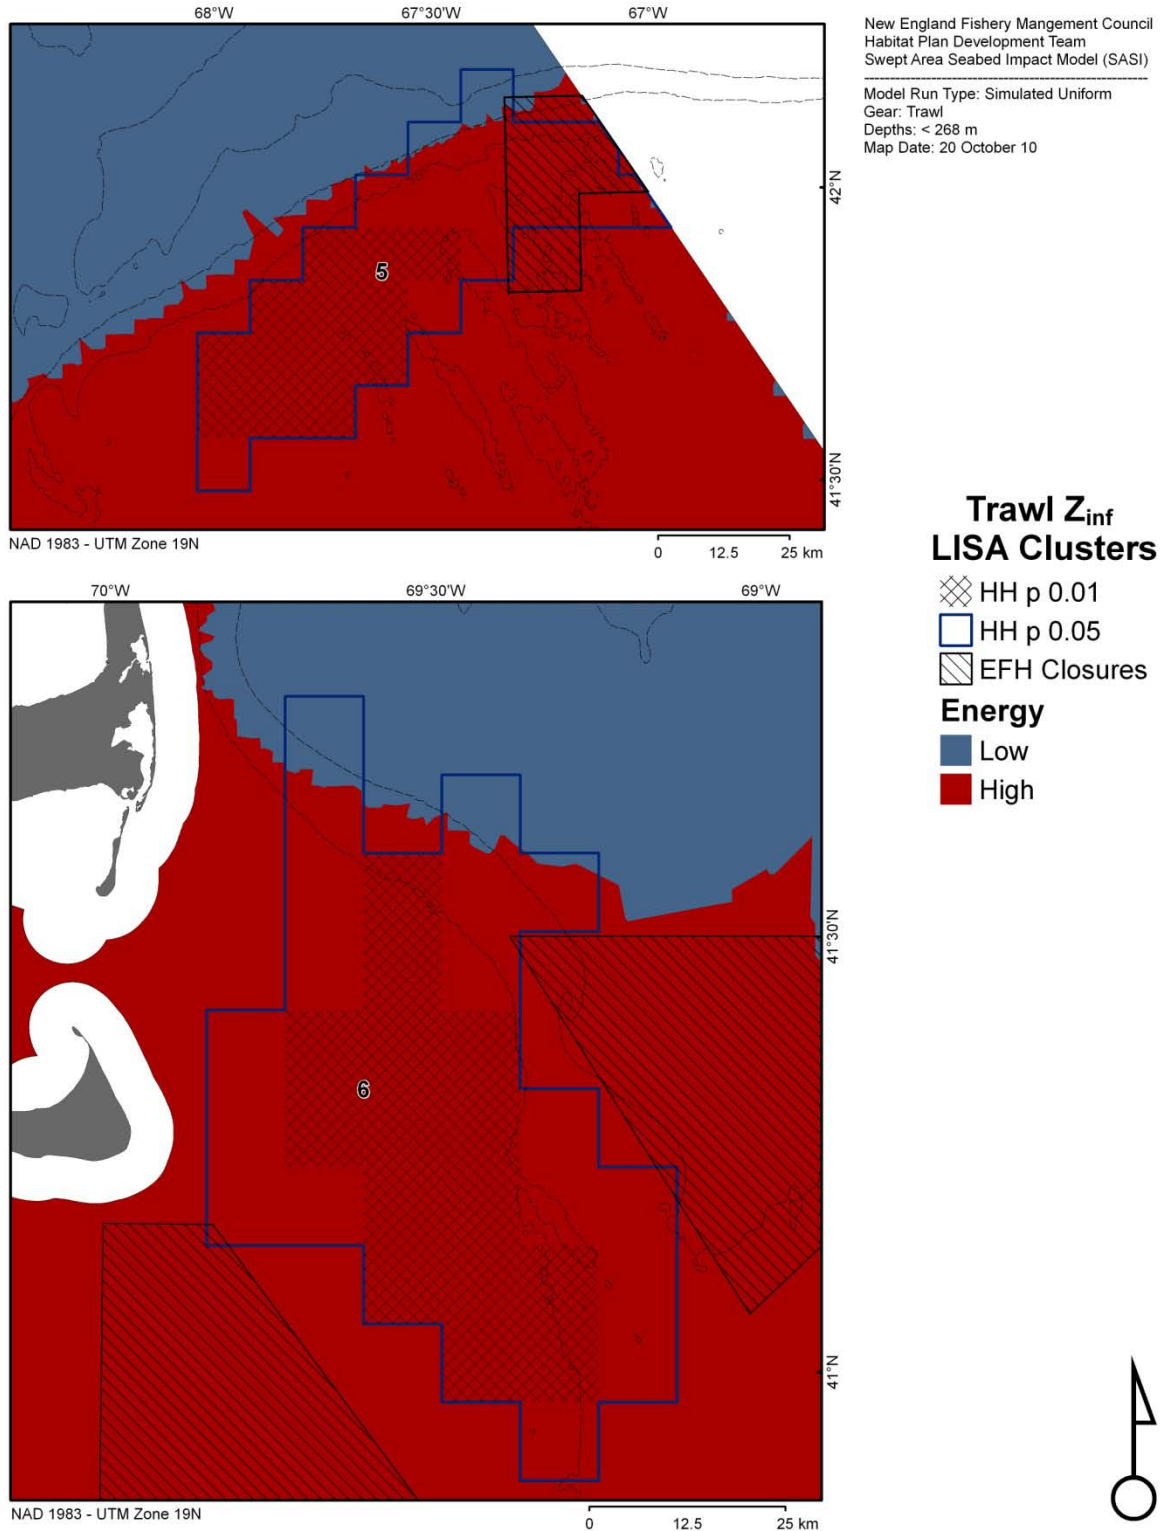 68°W 67°30'W 67°W
New England Fishery Mangement Council
Habitat Plan Development Team
Swept Area Seabed Impact Model (SASI)
Model Run Type: Simulated Uniform
Gear: Trawl
Depths: < 268 m
Map Date: 20 October 10
42°N
5
41°30'N
NAD 1983 - UTM Zone 19N
0 12.5 25 km
Trawl Zinf
LISA Clusters
HH p 0.01
HH p 0.05
EFH Closures
Energy
Low
High
70°W 69°30'W 69°W
41°30'N
6
41°N
NAD 1983 - UTM Zone 19N
0 12.5 25 km